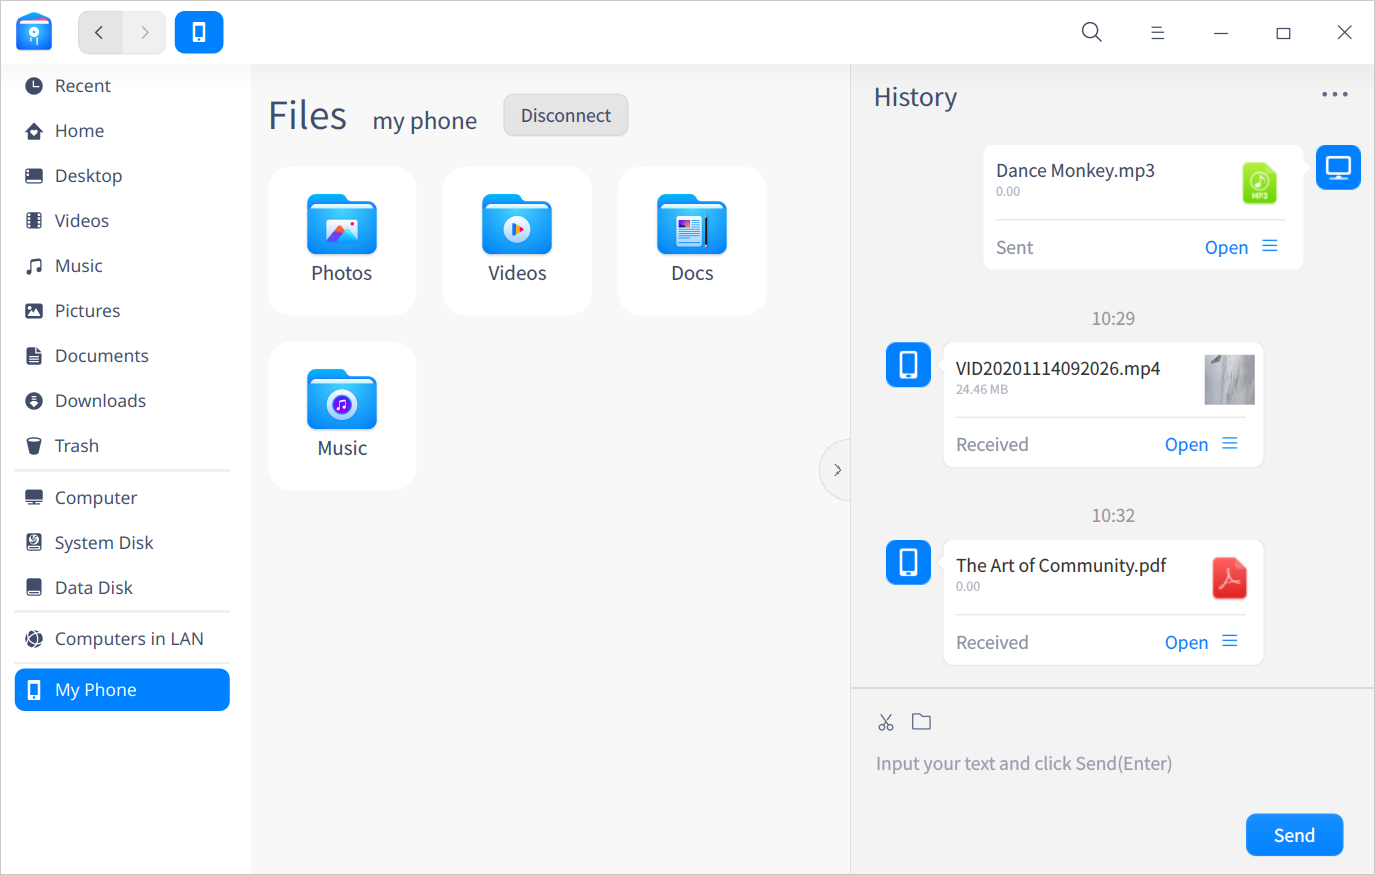 Recent
Home
Desktop
Videos
Music
Pictures
Documents
Downloads
Trash
Computer
System Disk
Data Disk
Computers in LAN
My Phone
Files my phone Disconnect
Photos
Videos
Docs
Music
History
Dance Monkey.mp3
0.00
MP3
Sent Open
10:29
VID20201114092026.mp4
24.46 MB
Received Open
10:32
The Art of Community.pdf
0.00
Received Open
Input your text and click Send(Enter)
Send